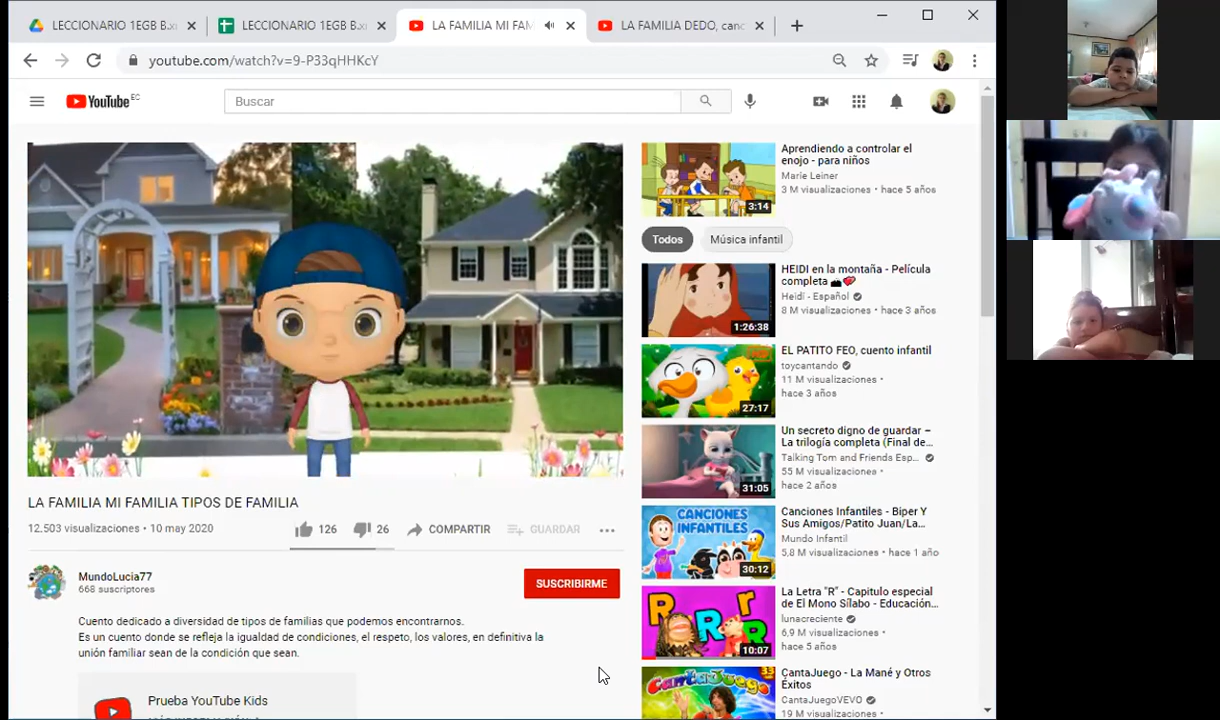 LECCIONARIO 1EGB B.xl
LECCIONARIO 1EGB B.xl
LA FAMILIA MI FAM
LA FAMILIA DEDO, canc
youtube.com/watch?v=9-P33qHHKcY
YouTube EC
Buscar
Aprendiendo a controlar el
enojo - para niños
Marie Leiner
3 M visualizaciones • hace 5 años
3:14
Todos
Música infantil
HEIDI en la montaña - Película
completa
Heidi - Español
8 M visualizaciones • hace 3 años
1:26:38
EL PATITO FEO, cuento infantil
toycantando
11 M visualizaciones •
hace 3 años
27:17
Un secreto digno de guardar –
La trilogía completa (Final de...
Talking Tom and Friends Esp...
55 M visualizaciones •
hace 2 años
31:05
CANCIONES
INFANTILES
Canciones Infantiles - Biper Y
Sus Amigos/Patito Juan/La...
Mundo Infantil
5,8 M visualizaciones • hace 1 año
30:12
R R r R
La Letra "R" - Capítulo especial
de El Mono Sílabo - Educación...
lunacreciente
6,9 M visualizaciones •
hace 5 años
10:07
CantaJuego
CantaJuego - La Mané y Otros
Éxitos
CantaJuegoVEVO
19 M visualizaciones •
LA FAMILIA MI FAMILIA TIPOS DE FAMILIA
12.503 visualizaciones • 10 may 2020
126
26
COMPARTIR
GUARDAR
MundoLucia77
668 suscriptores
SUSCRIBIRME
Cuento dedicado a diversidad de tipos de familias que podemos encontrarnos.
Es un cuento donde se refleja la igualdad de condiciones, el respeto, los valores, en definitiva la
unión familiar sean de la condición que sean.
Prueba YouTube Kids